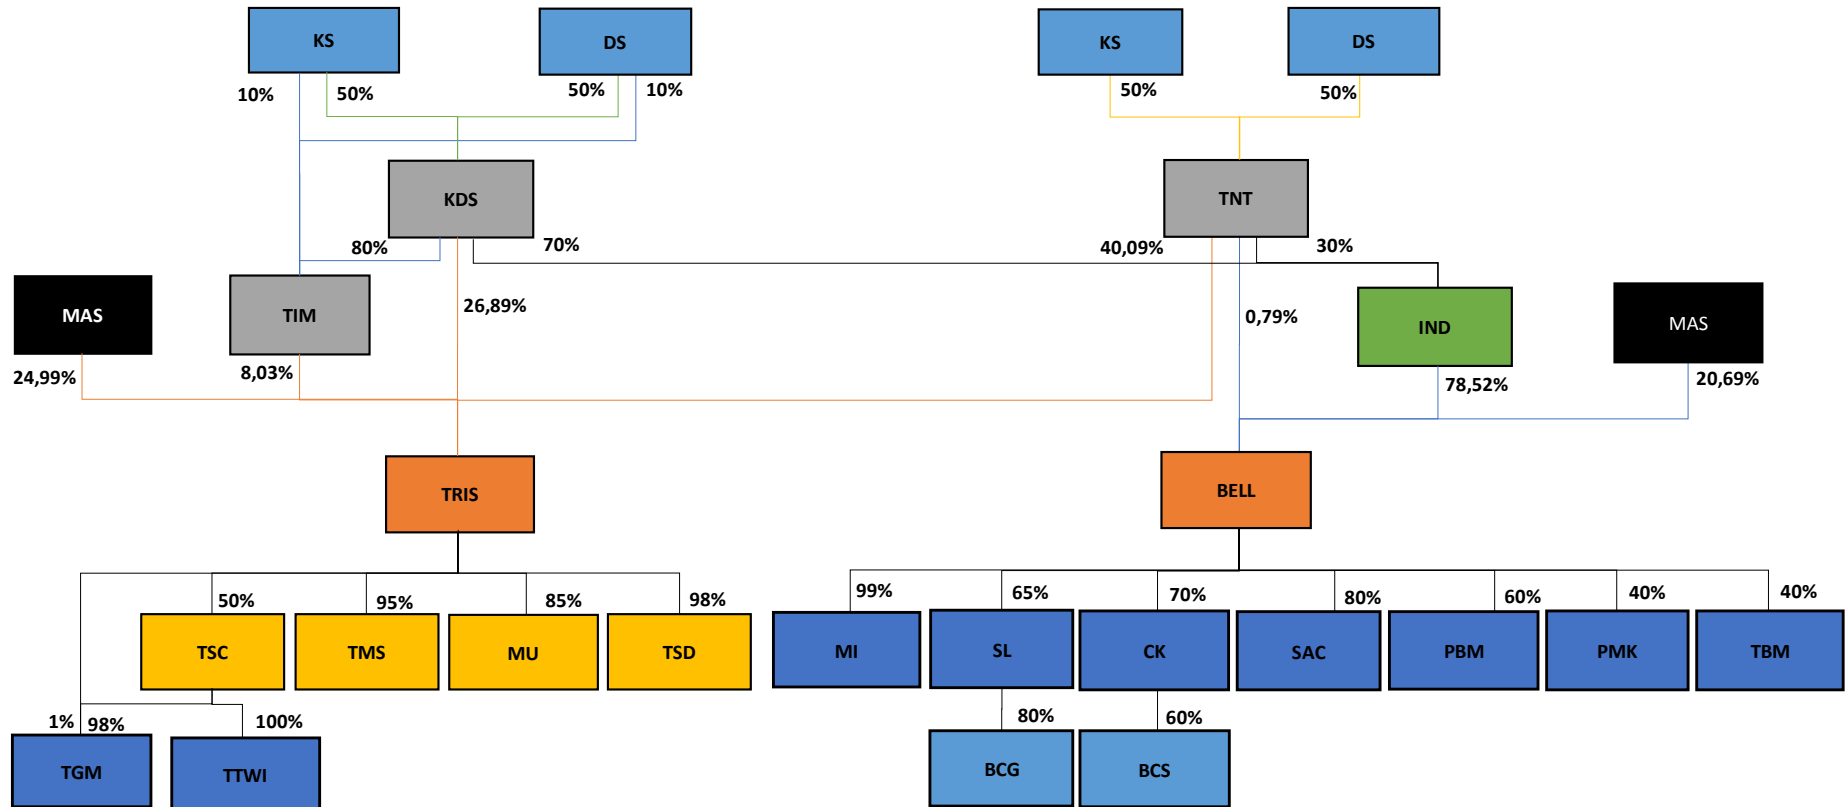 KS
DS
KS
DS
10%
50%
50%
10%
50%
50%
KDS
TNT
80%
70%
40,09%
30%
MAS
TIM
26,89%
0,79%
IND
MAS
24,99%
8,03%
78,52%
20,69%
TRIS
BELL
50%
95%
85%
98%
99%
65%
70%
80%
60%
40%
40%
TSC
TMS
MU
TSD
MI
SL
CK
SAC
PBM
PMK
TBM
1%
98%
100%
80%
60%
TGM
TTWI
BCG
BCS